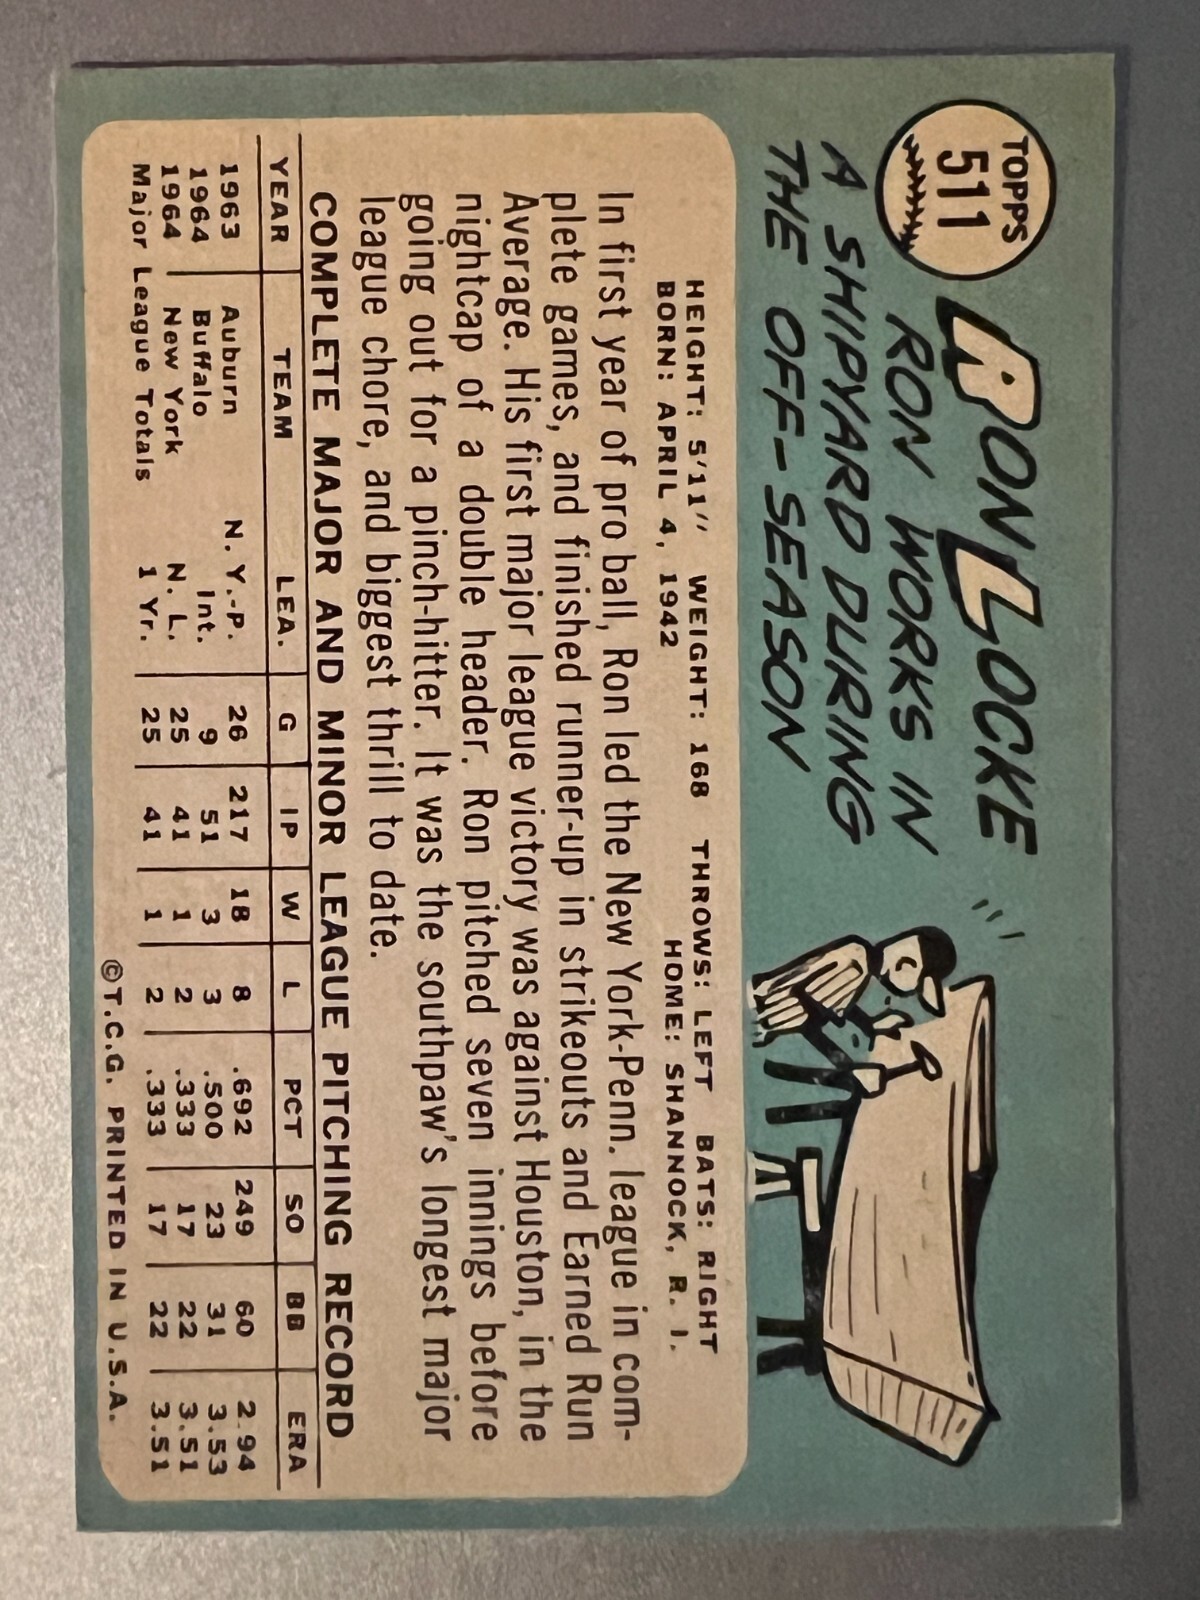 TOPPS
511
RON LOCKE
RON WORKS IN
A SHIPYARD DURING
THE OFF-SEASON
HEIGHT: 5'11" WEIGHT: 168 THROWS: LEFT BATS: RIGHT
BORN: APRIL 4, 1942 HOME: SHANNOCK, R. I.
In first year of pro ball, Ron led the New York-Penn. league in com-
plete games, and finished runner-up in strikeouts and Earned Run
Average. His first major league victory was against Houston, in the
nightcap of a double header. Ron pitched seven innings before
going out for a pinch-hitter. It was the southpaw's longest major
league chore, and biggest thrill to date.
COMPLETE MAJOR AND MINOR LEAGUE PITCHING RECORD
YEAR TEAM LEA. G IP W L PCT SO BB ERA
1963 Auburn N. Y.-P. 26 217 18 8 .692 249 60 2.94
1964 Buffalo Int. 9 51 3 3 .500 23 31 3.53
1964 New York N. L. 25 41 1 2 .333 17 22 3.51
Major League Totals 1 Yr. 25 41 1 2 .333 17 22 3.51
©T.C.G. PRINTED IN U.S.A.